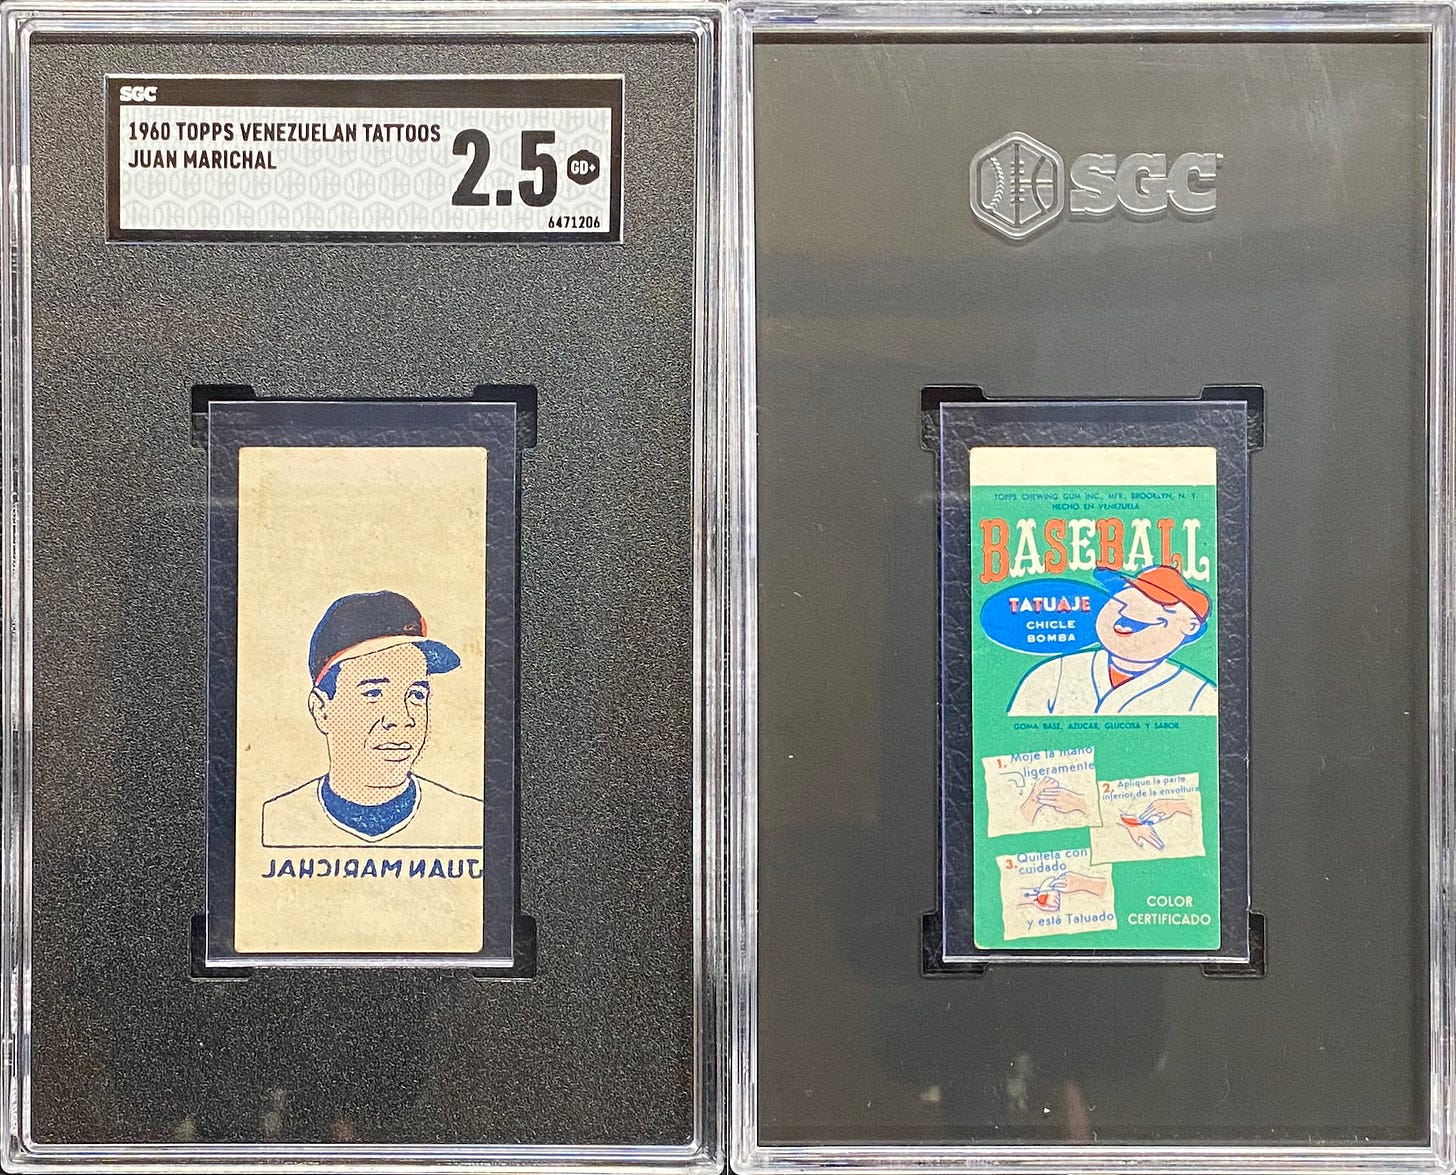 SGC
1960 TOPPS VENEZUELAN TATTOOS
JUAN MARICHAL
2.5
GD+
6471206
JUAN MARICHAL
SGC
TOPPS CHEWING GUM INC., MFR. BROOKLYN, N. Y.
HECHO EN VENEZUELA
BASEBALL
TATUAJE
CHICLE
BOMBA
GOMA BASE, AZUCAR, GLUCOSA Y SABOR
1. Moje la mano
ligeramente
2. Aplique la parte
inferior de la envoltura
3. Quitela con
cuidado
y está Tatuado
COLOR
CERTIFICADO